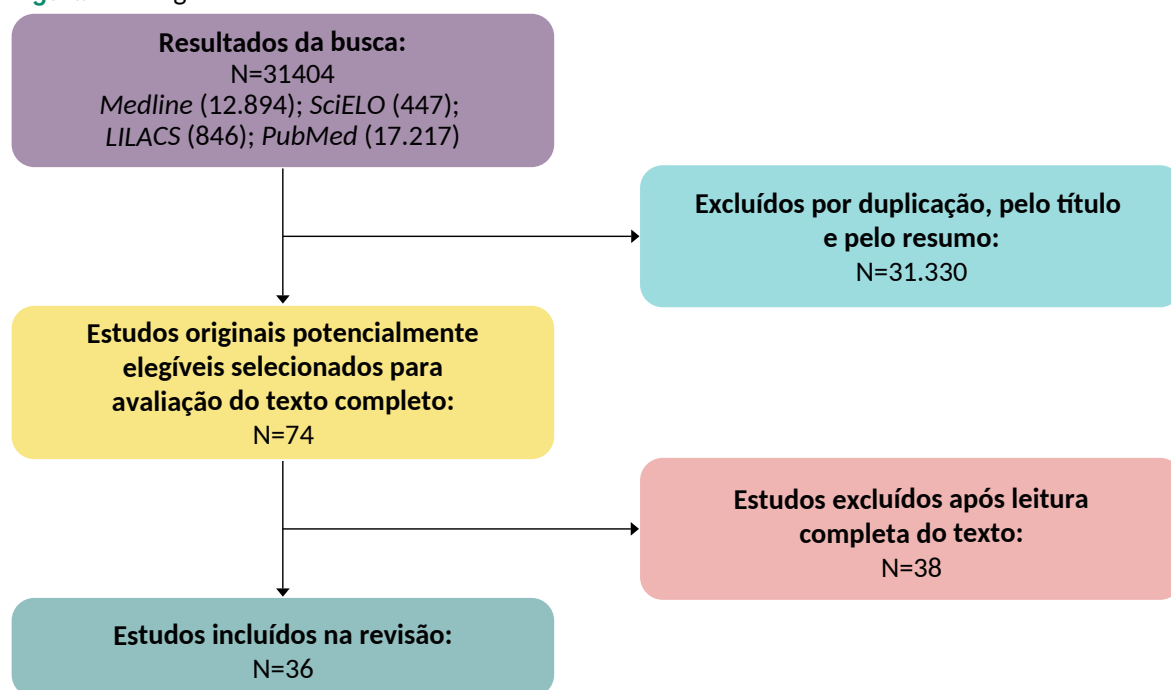 Resultados da busca:
N=31404
Medline (12.894); SciELO (447);
LILACS (846); PubMed (17.217)
Excluídos por duplicação, pelo título
e pelo resumo:
N=31.330
Estudos originais potencialmente
elegíveis selecionados para
avaliação do texto completo:
N=74
Estudos excluídos após leitura
completa do texto:
N=38
Estudos incluídos na revisão:
N=36